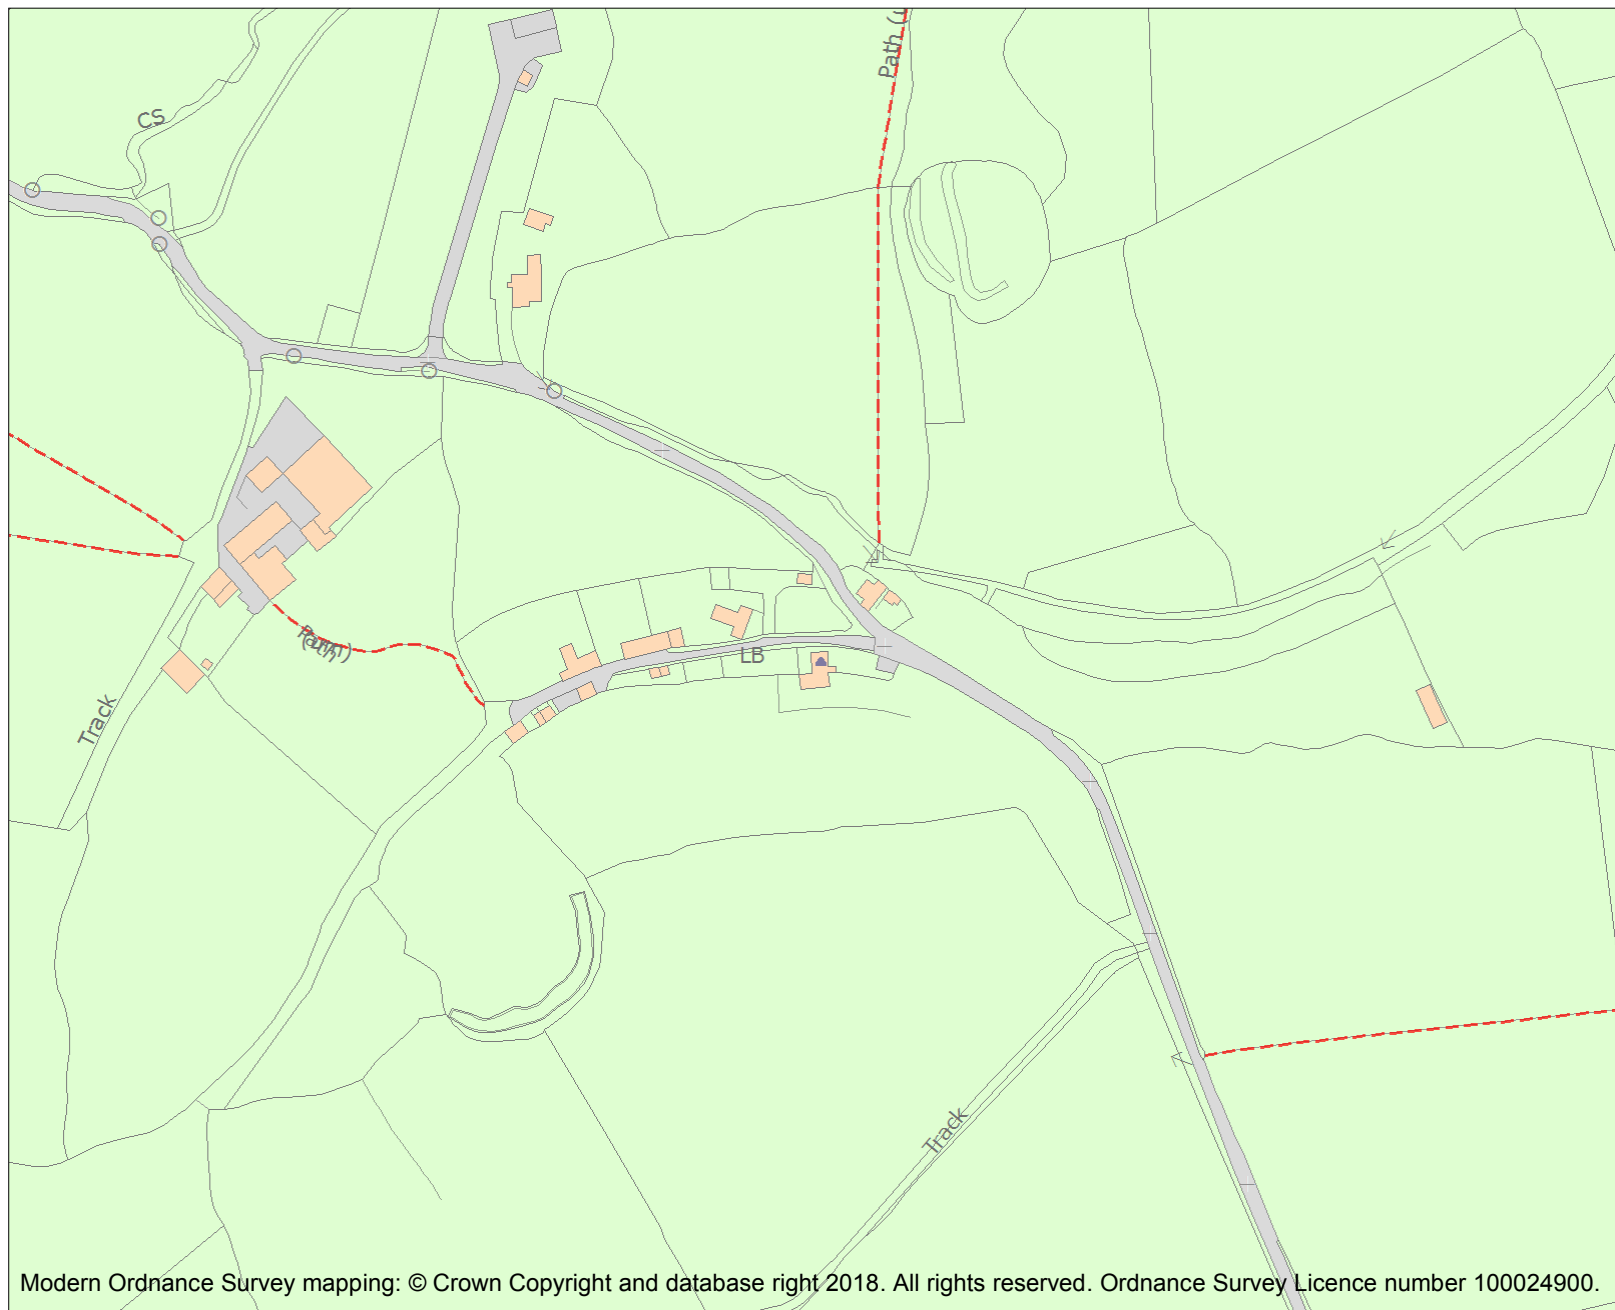 Path (u
CS
Path
LB
Track
Track
Modern Ordnance Survey mapping: © Crown Copyright and database right 2018. All rights reserved. Ordnance Survey Licence number 100024900.